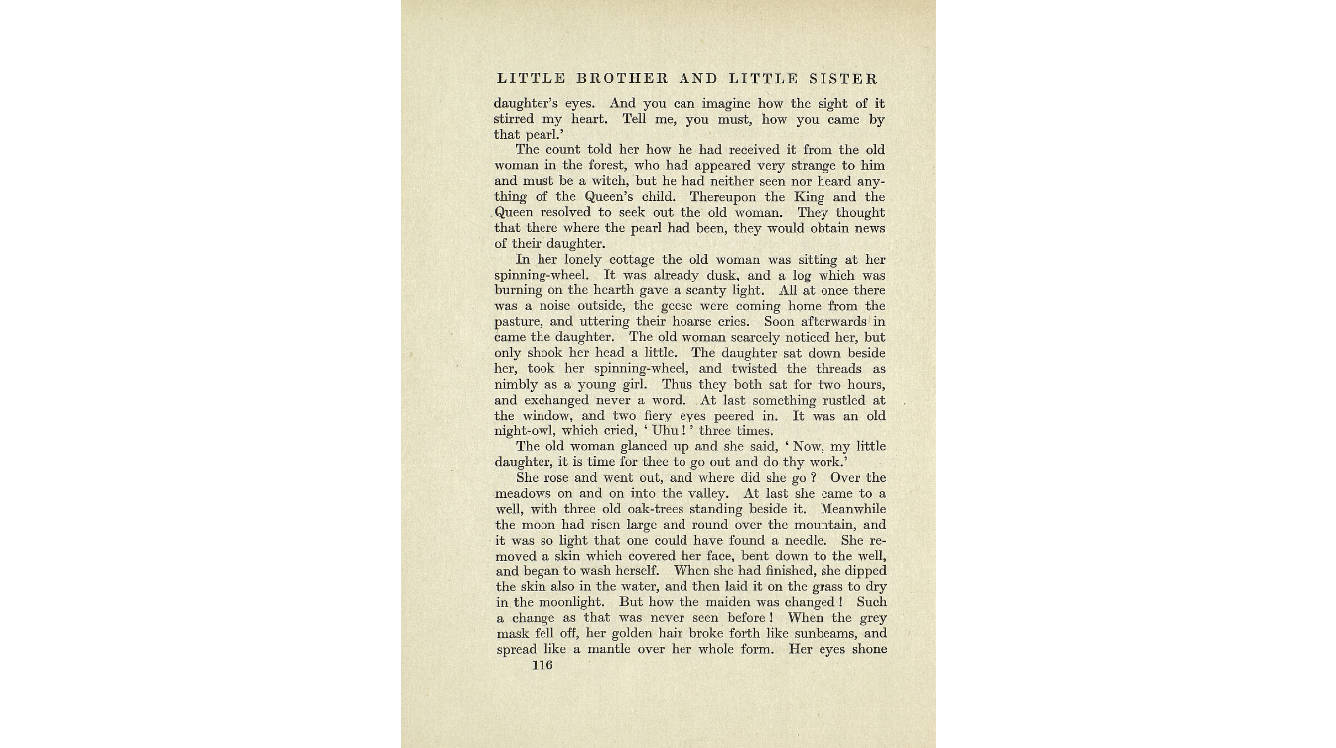 LITTLE BROTHER AND LITTLE SISTER
daughter's eyes. And you can imagine how the sight of it
stirred my heart. Tell me, you must, how you came by
that pearl.'
The count told her how he had received it from the old
woman in the forest, who had appeared very strange to him
and must be a witch, but he had neither seen nor heard any-
thing of the Queen's child. Thereupon the King and the
Queen resolved to seek out the old woman. They thought
that there where the pearl had been, they would obtain news
of their daughter.
In her lonely cottage the old woman was sitting at her
spinning-wheel. It was already dusk, and a log which was
burning on the hearth gave a scanty light. All at once there
was a noise outside, the geese were coming home from the
pasture, and uttering their hoarse cries. Soon afterwards in
came the daughter. The old woman scarcely noticed her, but
only shook her head a little. The daughter sat down beside
her, took her spinning-wheel, and twisted the threads as
nimbly as a young girl. Thus they both sat for two hours,
and exchanged never a word. At last something rustled at
the window, and two fiery eyes peered in. It was an old
night-owl, which cried, ' Uhu ! ' three times.
The old woman glanced up and she said, ' Now, my little
daughter, it is time for thee to go out and do thy work.'
She rose and went out, and where did she go ? Over the
meadows on and on into the valley. At last she came to a
well, with three old oak-trees standing beside it. Meanwhile
the moon had risen large and round over the mountain, and
it was so light that one could have found a needle. She re-
moved a skin which covered her face, bent down to the well,
and began to wash herself. When she had finished, she dipped
the skin also in the water, and then laid it on the grass to dry
in the moonlight. But how the maiden was changed ! Such
a change as that was never seen before ! When the grey
mask fell off, her golden hair broke forth like sunbeams, and
spread like a mantle over her whole form. Her eyes shone
116